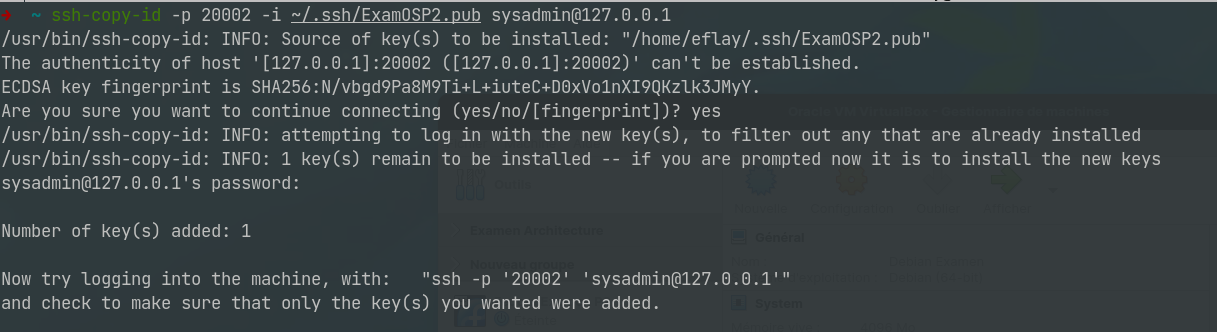 ➜ ~ ssh-copy-id -p 20002 -i ~/.ssh/ExamOSP2.pub sysadmin@127.0.0.1
/usr/bin/ssh-copy-id: INFO: Source of key(s) to be installed: "/home/eflay/.ssh/ExamOSP2.pub"
The authenticity of host '[127.0.0.1]:20002 ([127.0.0.1]:20002)' can't be established.
ECDSA key fingerprint is SHA256:N/vbgd9Pa8M9Ti+L+iuteC+D0xVo1nXI9QKzlk3JMyY.
Are you sure you want to continue connecting (yes/no/[fingerprint])? yes
/usr/bin/ssh-copy-id: INFO: attempting to log in with the new key(s), to filter out any that are already installed
/usr/bin/ssh-copy-id: INFO: 1 key(s) remain to be installed -- if you are prompted now it is to install the new keys
sysadmin@127.0.0.1's password:
Number of key(s) added: 1
Now try logging into the machine, with:   "ssh -p '20002' 'sysadmin@127.0.0.1'"
and check to make sure that only the key(s) you wanted were added.
Outils
Examen Architecture
Nouveau groupe
Général
System